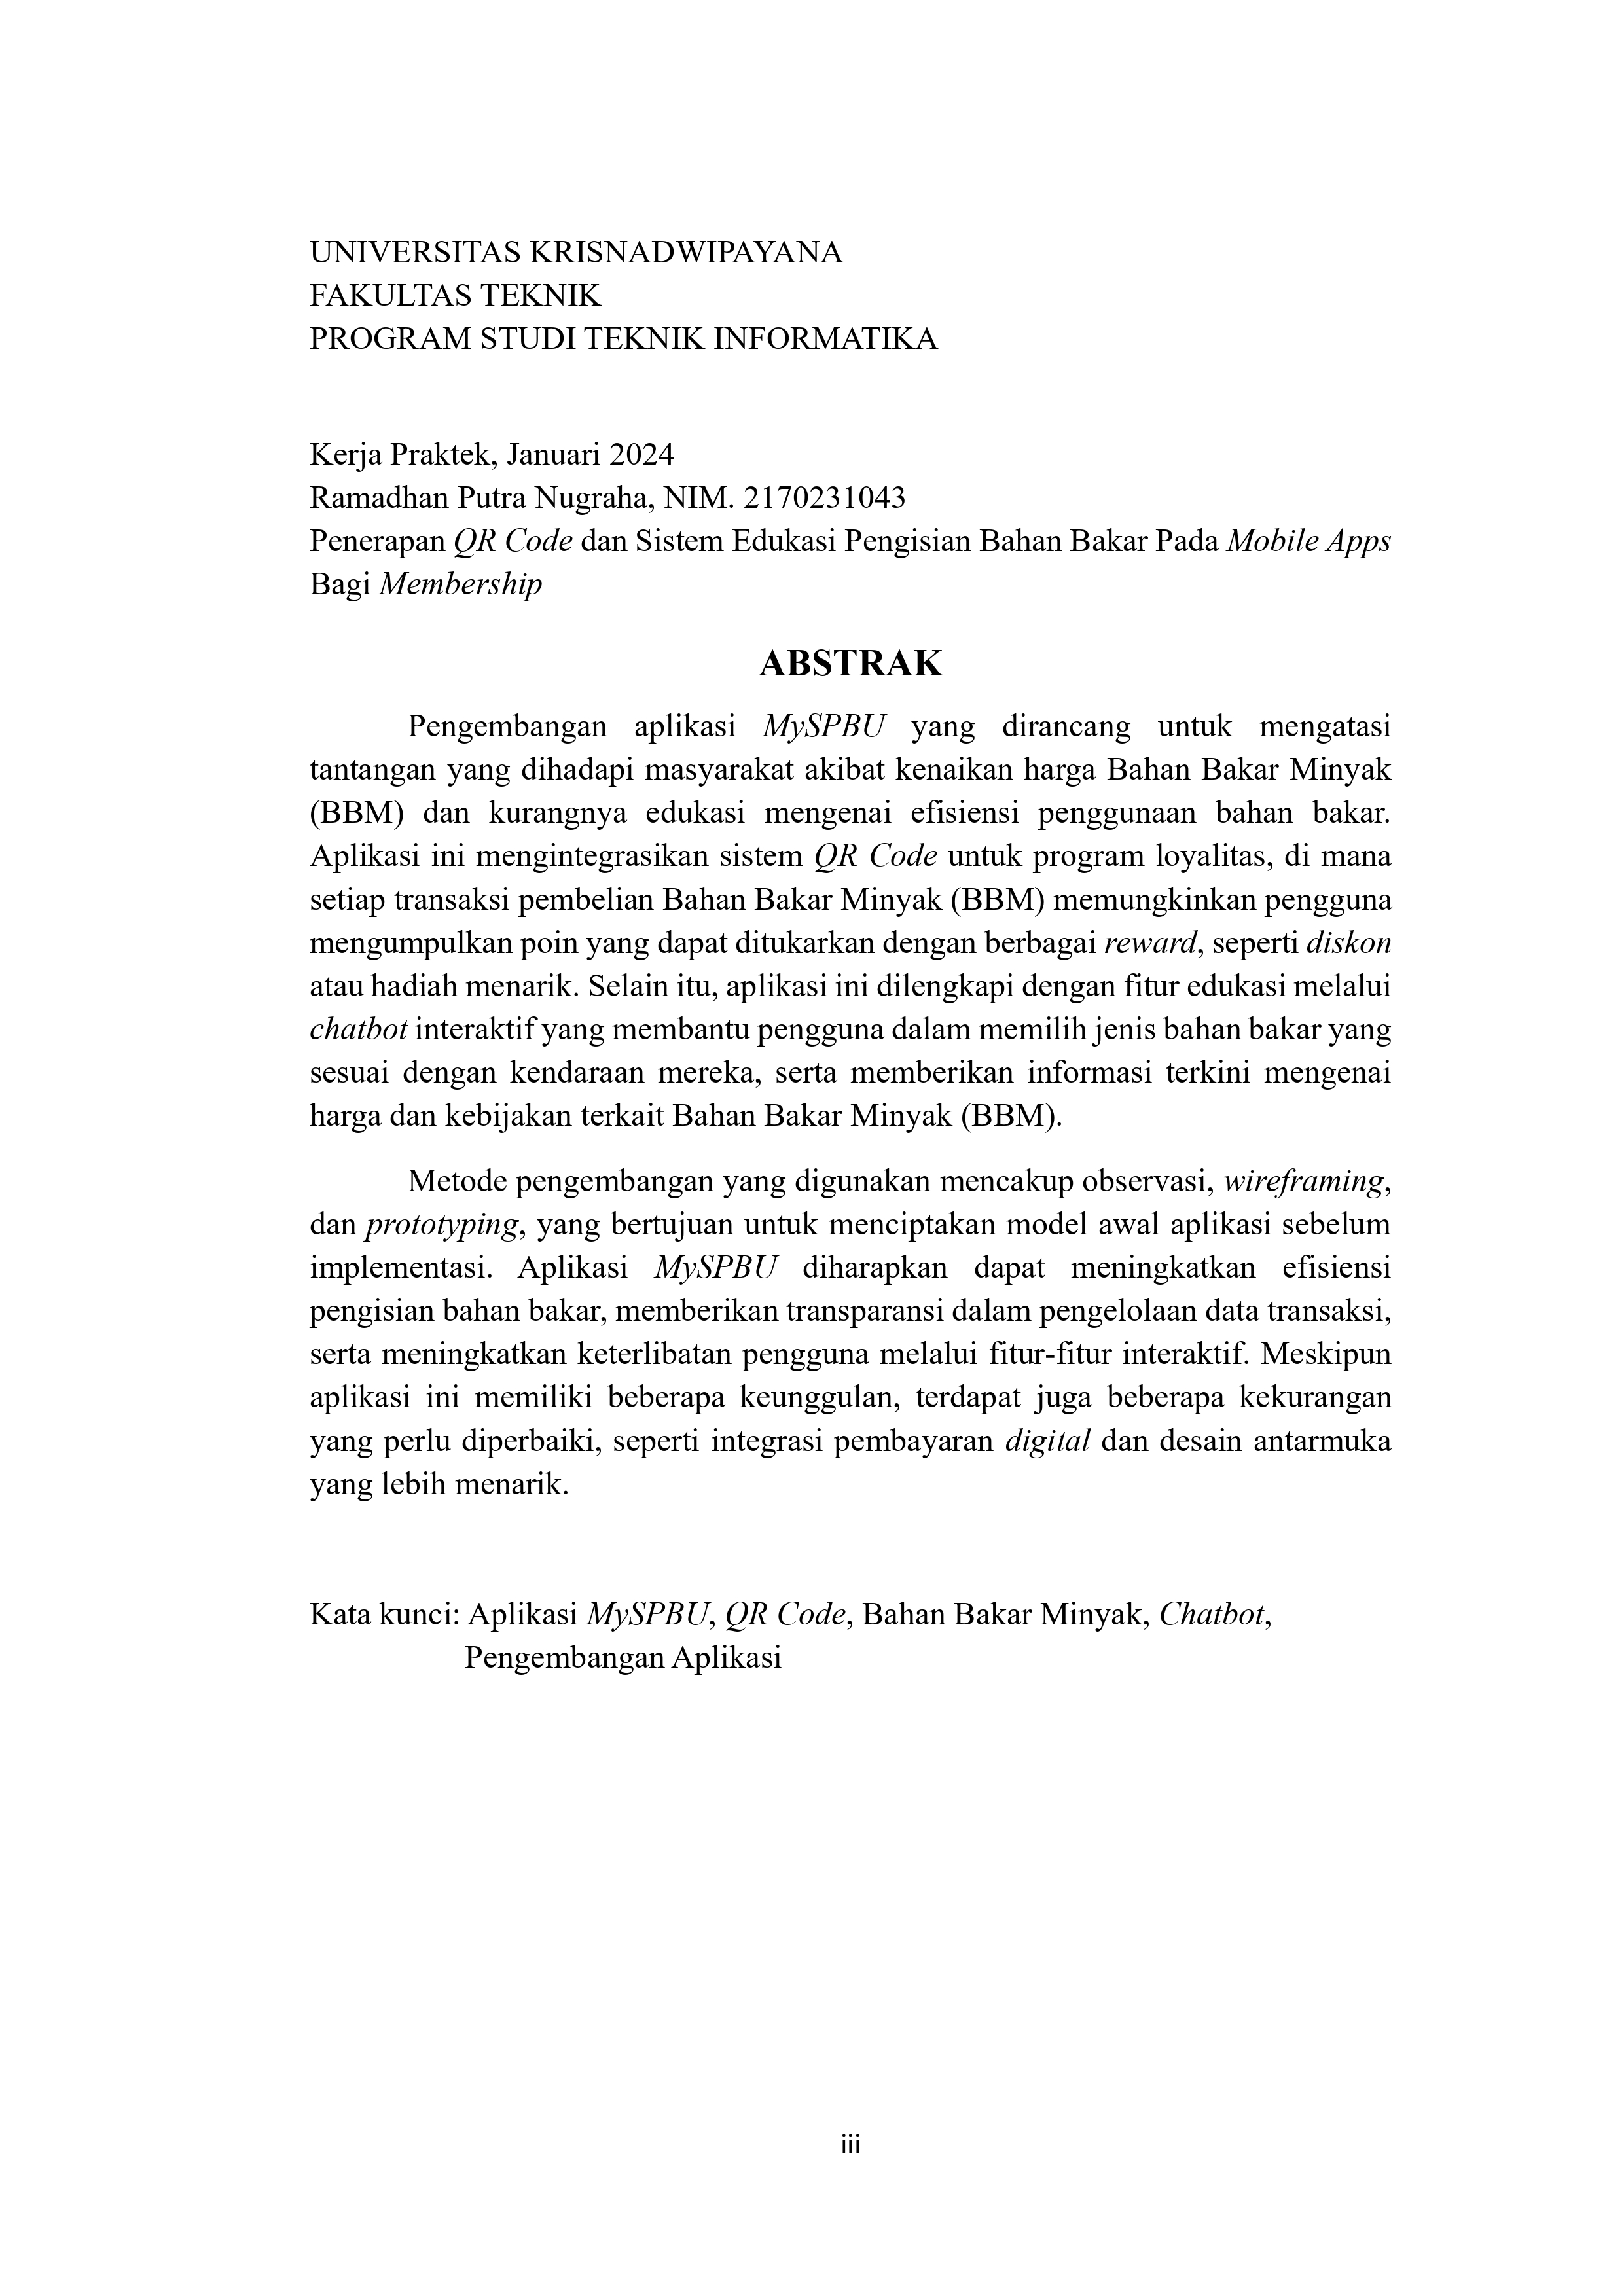 UNIVERSITAS KRISNADWIPAYANA
FAKULTAS TEKNIK
PROGRAM STUDI TEKNIK INFORMATIKA
Kerja Praktek, Januari 2024
Ramadhan Putra Nugraha, NIM. 2170231043
Penerapan QR Code dan Sistem Edukasi Pengisian Bahan Bakar Pada Mobile Apps
Bagi Membership
ABSTRAK
Pengembangan aplikasi MySPBU yang dirancang untuk mengatasi
tantangan yang dihadapi masyarakat akibat kenaikan harga Bahan Bakar Minyak
(BBM) dan kurangnya edukasi mengenai efisiensi penggunaan bahan bakar.
Aplikasi ini mengintegrasikan sistem QR Code untuk program loyalitas, di mana
setiap transaksi pembelian Bahan Bakar Minyak (BBM) memungkinkan pengguna
mengumpulkan poin yang dapat ditukarkan dengan berbagai reward, seperti diskon
atau hadiah menarik. Selain itu, aplikasi ini dilengkapi dengan fitur edukasi melalui
chatbot interaktif yang membantu pengguna dalam memilih jenis bahan bakar yang
sesuai dengan kendaraan mereka, serta memberikan informasi terkini mengenai
harga dan kebijakan terkait Bahan Bakar Minyak (BBM).
Metode pengembangan yang digunakan mencakup observasi, wireframing,
dan prototyping, yang bertujuan untuk menciptakan model awal aplikasi sebelum
implementasi. Aplikasi MySPBU diharapkan dapat meningkatkan efisiensi
pengisian bahan bakar, memberikan transparansi dalam pengelolaan data transaksi,
serta meningkatkan keterlibatan pengguna melalui fitur-fitur interaktif. Meskipun
aplikasi ini memiliki beberapa keunggulan, terdapat juga beberapa kekurangan
yang perlu diperbaiki, seperti integrasi pembayaran digital dan desain antarmuka
yang lebih menarik.
Kata kunci: Aplikasi MySPBU, QR Code, Bahan Bakar Minyak, Chatbot,
Pengembangan Aplikasi
iii